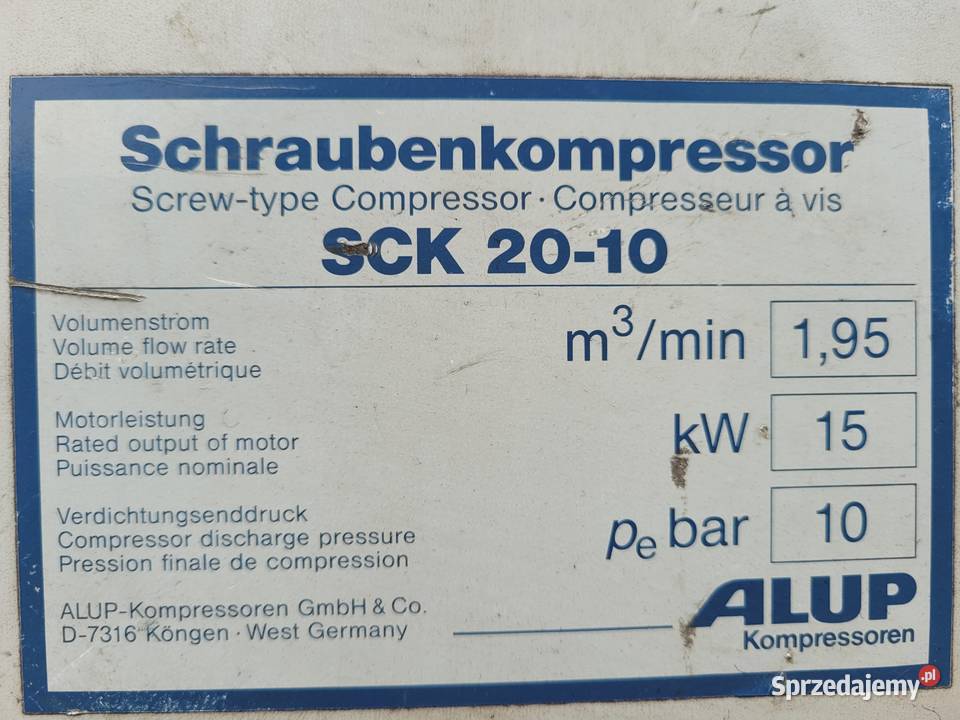 Schraubenkompressor
Screw-type Compressor · Compresseur à vis
SCK 20-10
Volumenstrom
Volume flow rate
Débit volumétrique
m³/min 1,95
Motorleistung
Rated output of motor
Puissance nominale
kW 15
Verdichtungsenddruck
Compressor discharge pressure
Pression finale de compression
pe bar 10
ALUP-Kompressoren GmbH & Co.
D-7316 Köngen · West Germany
ALUP
Kompressoren
Sprzedajemy.pl